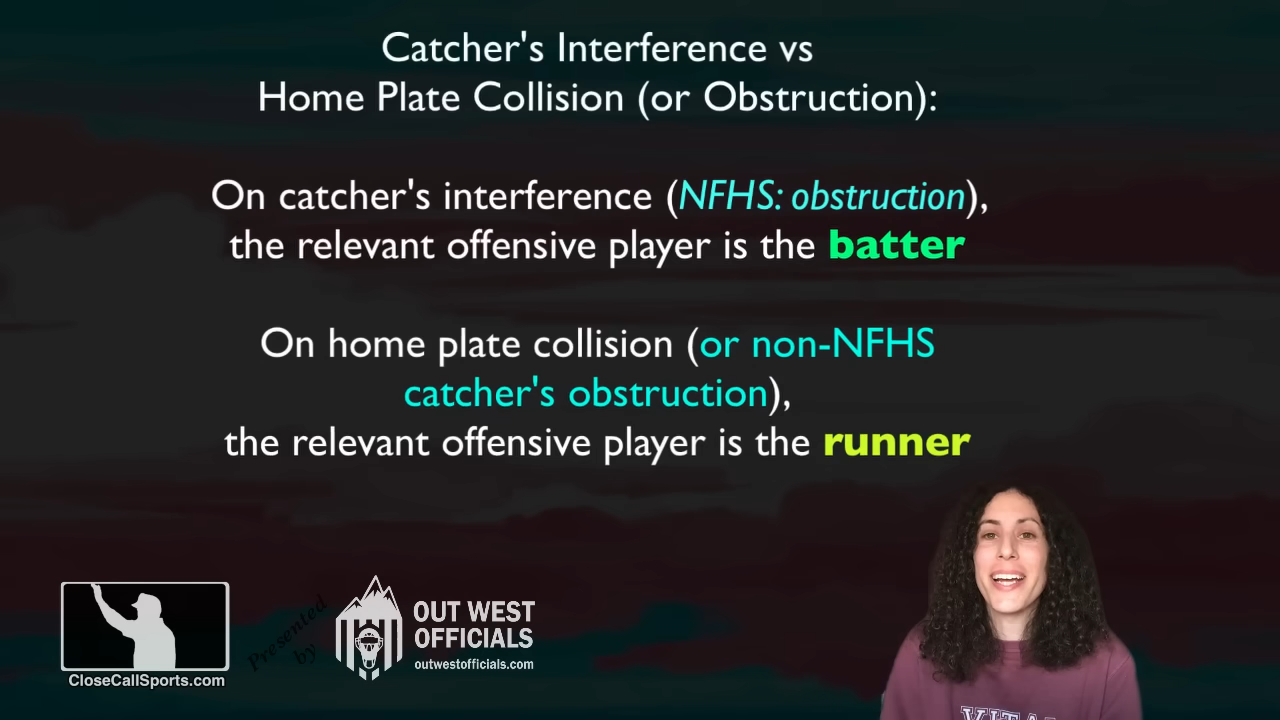 Catcher's Interference vs
Home Plate Collision (or Obstruction):
On catcher's interference (NFHS: obstruction),
the relevant offensive player is the batter
On home plate collision (or non-NFHS
catcher's obstruction),
the relevant offensive player is the runner
CloseCallSports.com
Presented
by
OUT WEST
OFFICIALS
outwestofficials.com